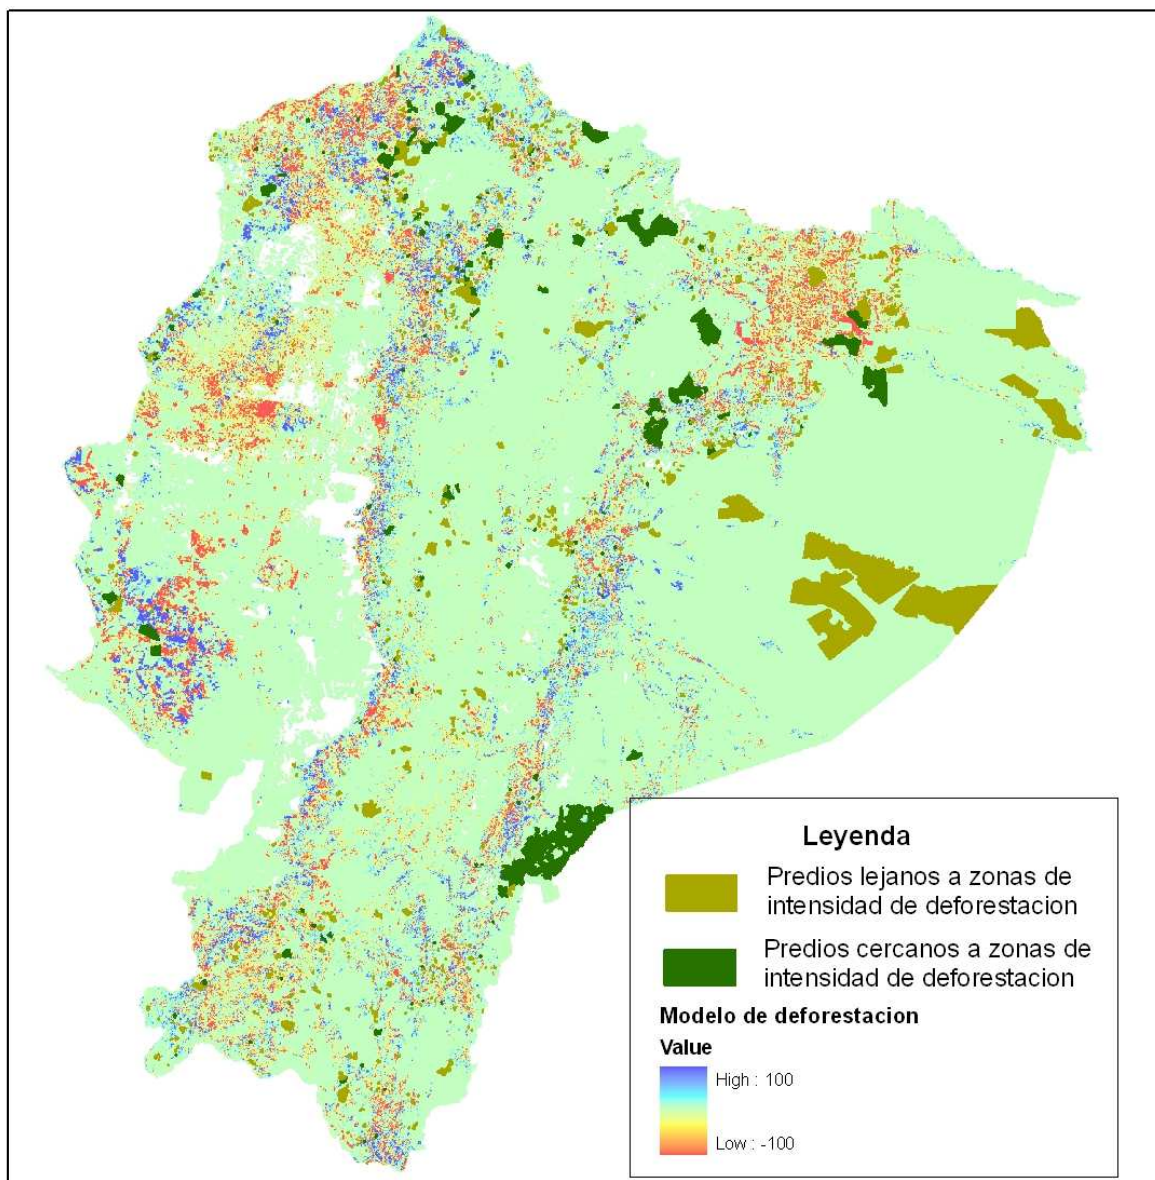 Leyenda
Predios lejanos a zonas de
intensidad de deforestacion
Predios cercanos a zonas de
intensidad de deforestacion
Modelo de deforestacion
Value
High : 100
Low : -100